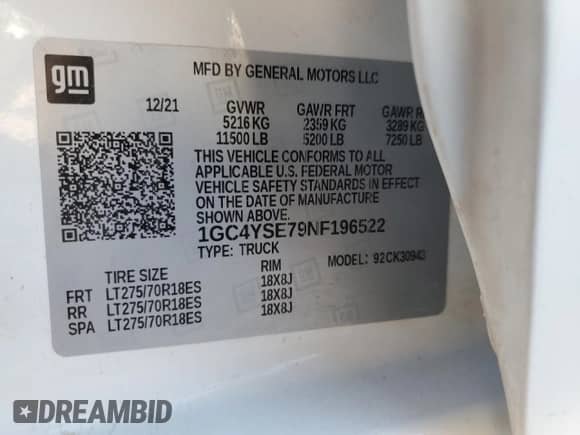 gm
MFD BY GENERAL MOTORS LLC
12/21 GVWR GAVR FRT GAWR R
5216 KG 2359 KG 3289 KG
11500 LB 5200 LB 7250 LB
THIS VEHICLE CONFORMS TO ALL
APPLICABLE U.S. FEDERAL MOTOR
VEHICLE SAFETY STANDARDS IN EFFECT
ON THE DATE OF MANUFACTURE
SHOWN ABOVE.
1GC4YSE79NF196522
TYPE: TRUCK MODEL: 92CK30943
TIRE SIZE RIM
FRT LT275/70R18ES 18X8J
RR LT275/70R18ES 18X8J
SPA LT275/70R18ES 18X8J
DREAMBID